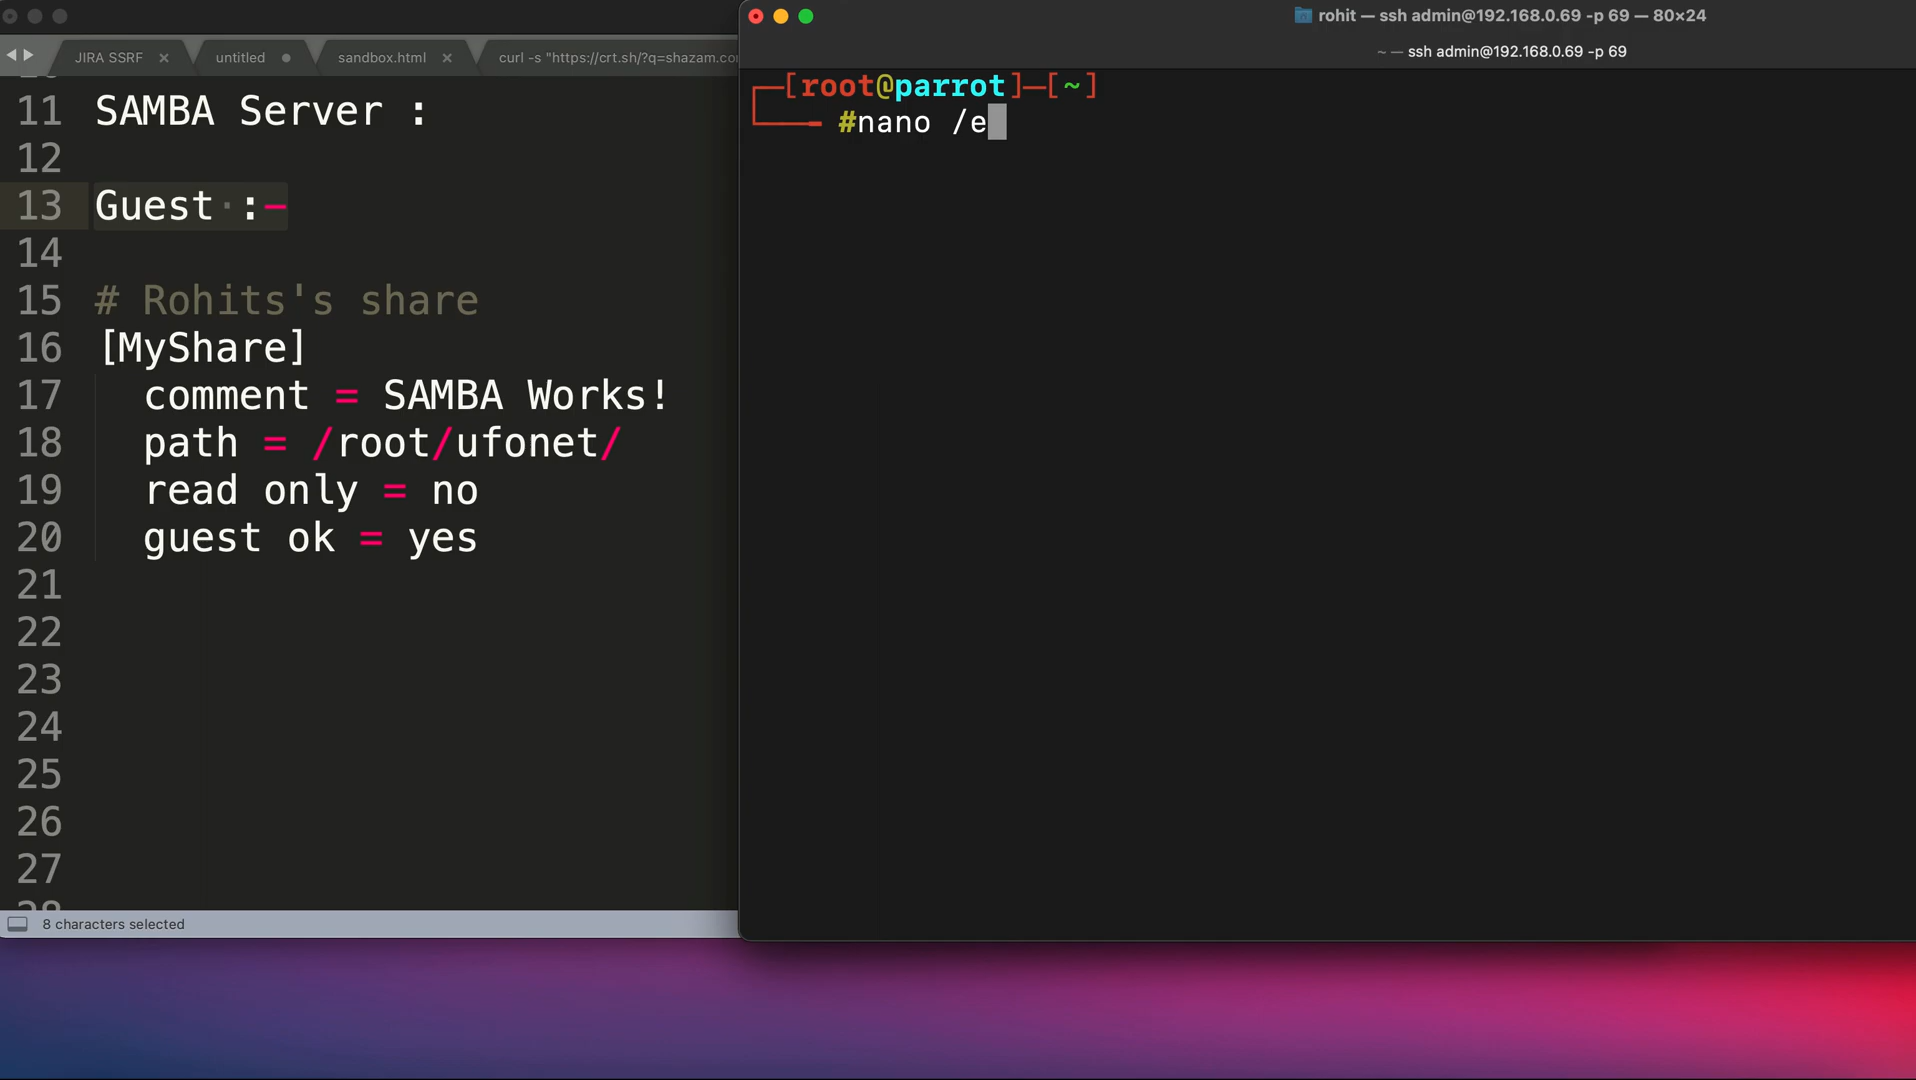 JIRA SSRF
untitled
sandbox.html
curl -s "https://crt.sh/?q=shazam.co
11 SAMBA Server :
12
13 Guest :-
14
15 # Rohits's share
16 [MyShare]
17 comment = SAMBA Works!
18 path = /root/ufonet/
19 read only = no
20 guest ok = yes
21
22
23
24
25
26
27
28
8 characters selected
rohit — ssh admin@192.168.0.69 -p 69 — 80×24
~ — ssh admin@192.168.0.69 -p 69
[root@parrot]─[~]
#nano /e